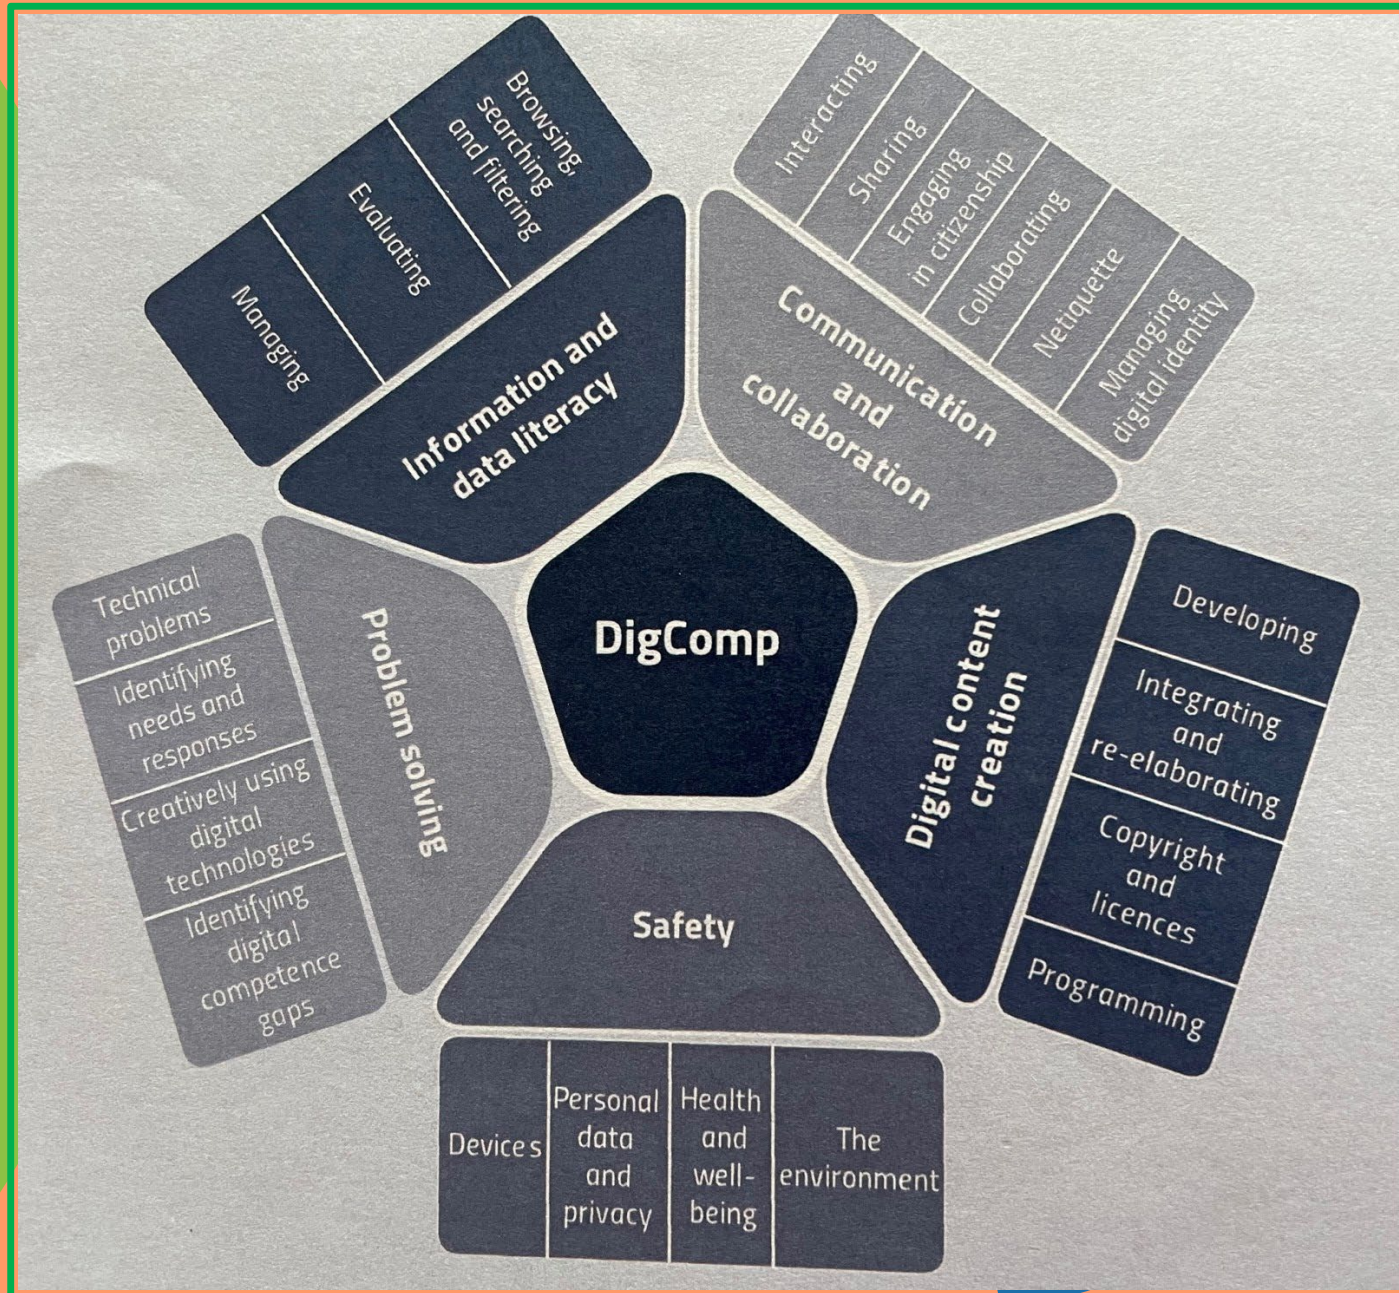 DigComp
Information and
data literacy
Browsing,
searching
and filtering
Evaluating
Managing
Communication
and
collaboration
Interacting
Sharing
Engaging
in citizenship
Collaborating
Netiquette
Managing
digital identity
Digital content
creation
Developing
Integrating
and
re-elaborating
Copyright
and
licences
Programming
Safety
Devices
Personal
data
and
privacy
Health
and
well-
being
The
environment
Problem solving
Technical
problems
Identifying
needs and
responses
Creatively using
digital
technologies
Identifying
digital
competence
gaps